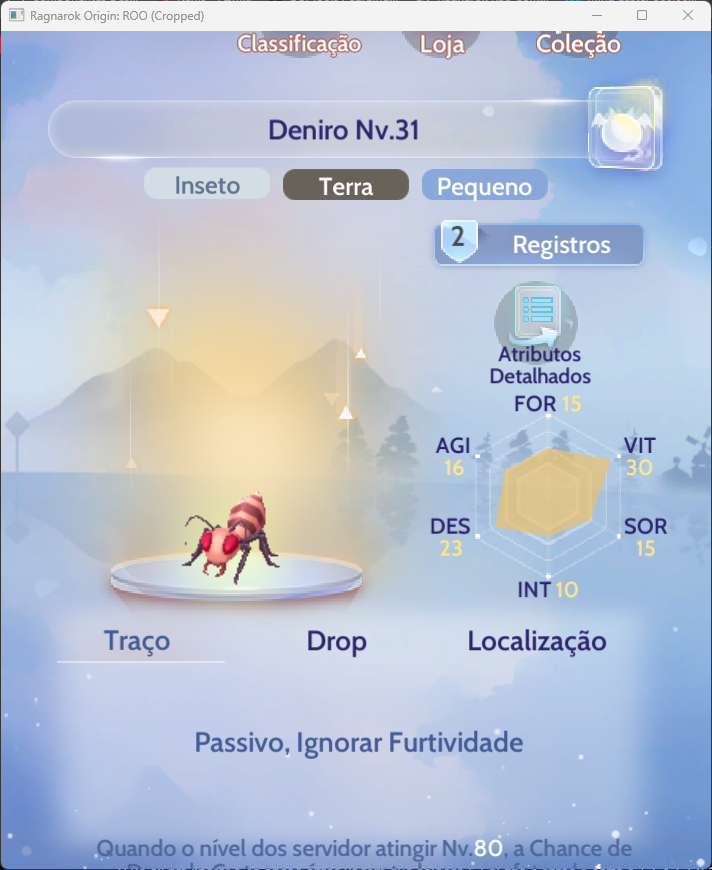 Ragnarok Origin: ROO (Cropped)
Classificação
Loja
Coleção
Deniro Nv.31
Inseto
Terra
Pequeno
2
Registros
Atributos
Detalhados
FOR 15
AGI
16
VIT
30
DES
23
SOR
15
INT 10
Traço
Drop
Localização
Passivo, Ignorar Furtividade
Quando o nível dos servidor atingir Nv.80, a Chance de